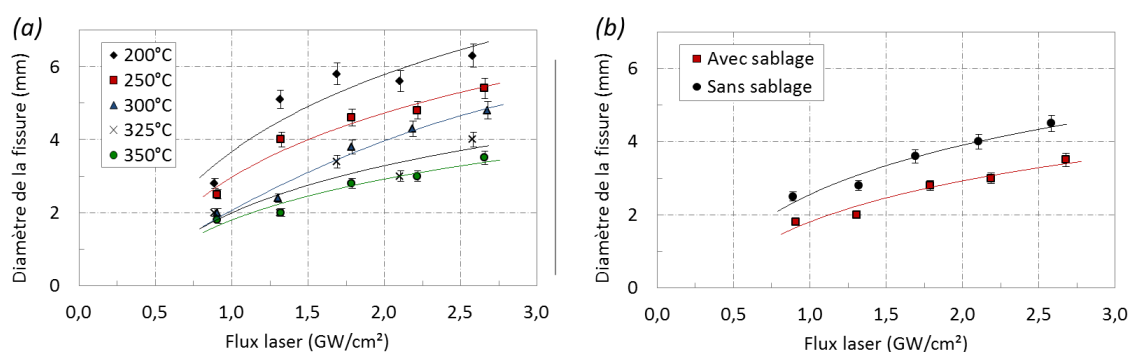 (a)
Diamètre de la fissure (mm)
6
4
2
0
200°C
250°C
300°C
325°C
350°C
0,0 0,5 1,0 1,5 2,0 2,5 3,0
Flux laser (GW/cm²)
(b)
Diamètre de la fissure (mm)
6
4
2
0
Avec sablage
Sans sablage
0,0 0,5 1,0 1,5 2,0 2,5 3,0
Flux laser (GW/cm²)